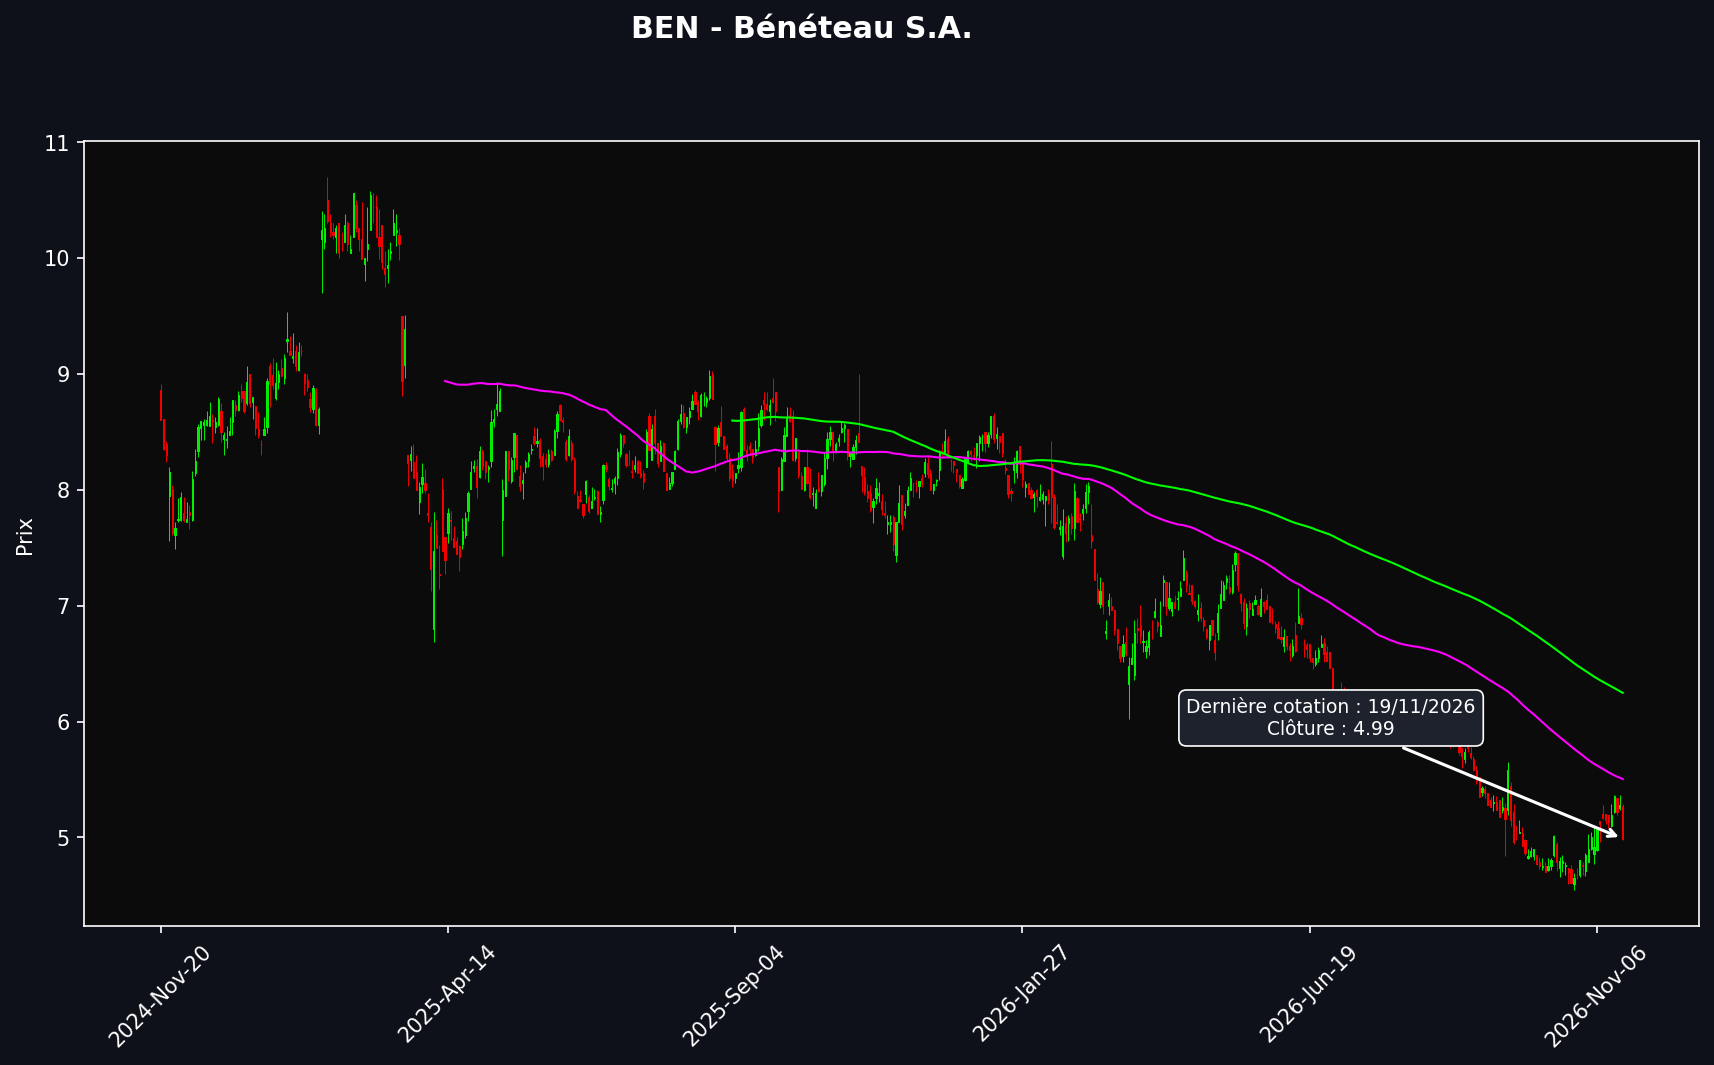 BEN - Bénéteau S.A.
Prix
11
10
9
8
7
6
5
Dernière cotation : 19/11/2026
Clôture : 4.99
2024-Nov-20
2025-Apr-14
2025-Sep-04
2026-Jan-27
2026-Jun-19
2026-Nov-06